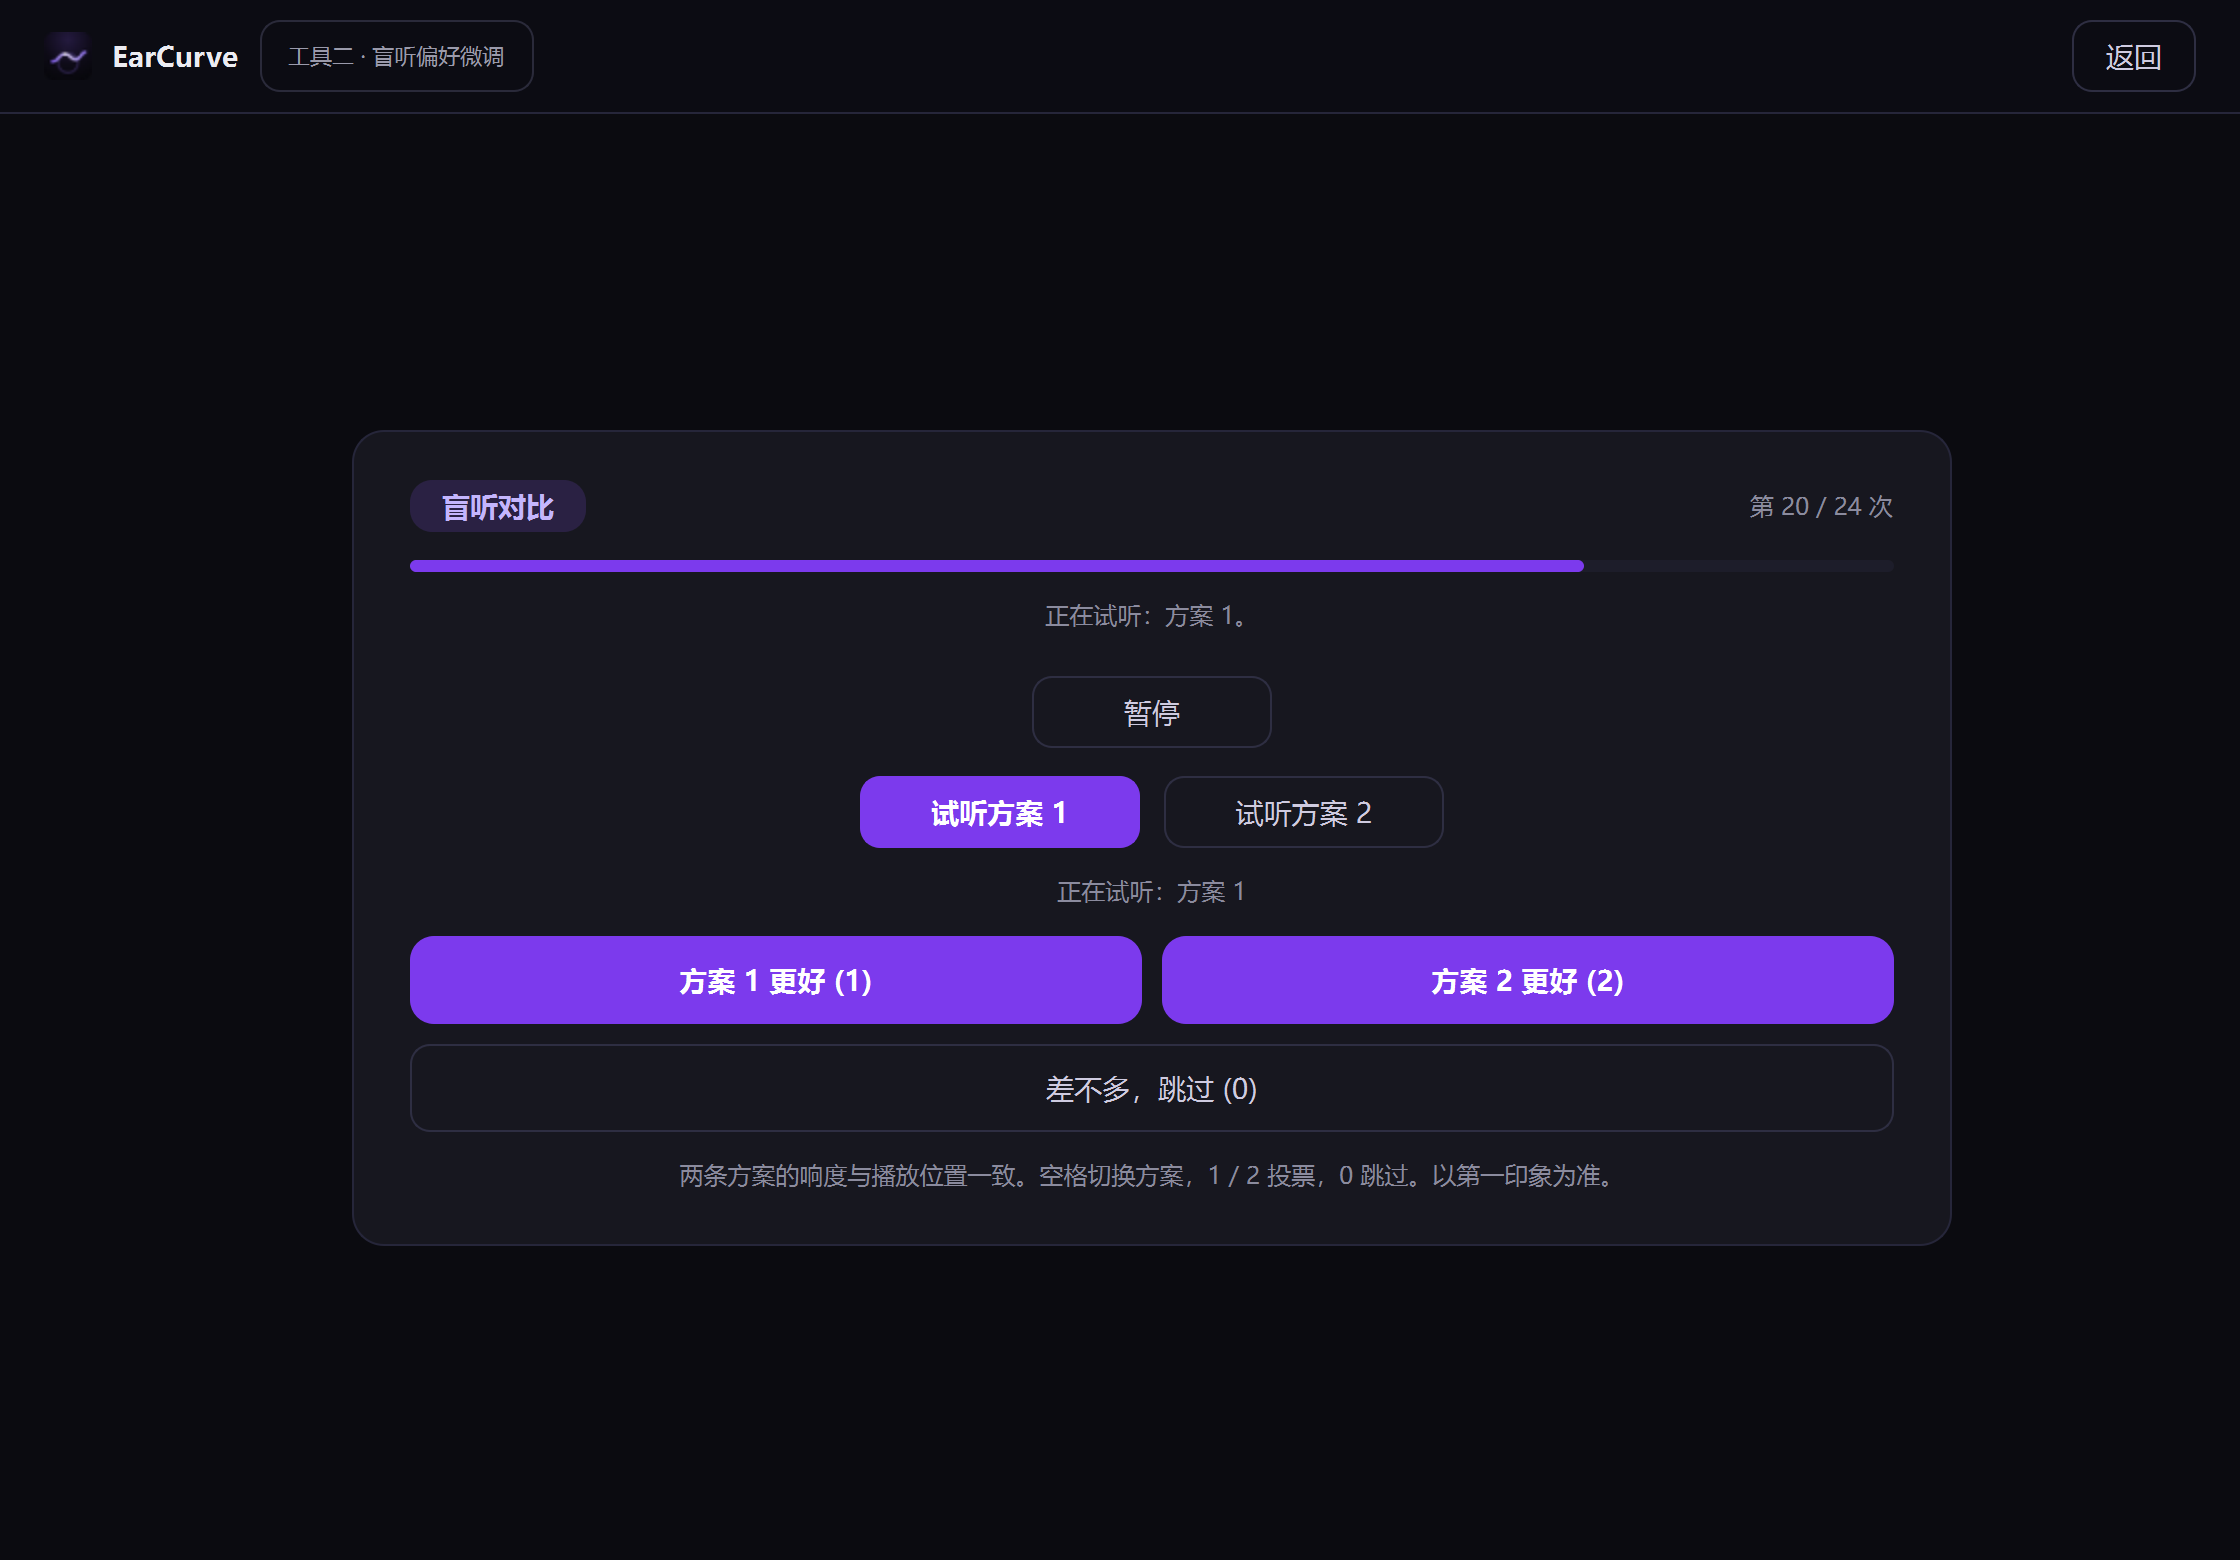 EarCurve
工具二 · 盲听偏好微调
返回
盲听对比
第 20 / 24 次
正在试听：方案 1。
暂停
试听方案 1
试听方案 2
正在试听：方案 1
方案 1 更好 (1)
方案 2 更好 (2)
差不多，跳过 (0)
两条方案的响度与播放位置一致。空格切换方案，1 / 2 投票，0 跳过。以第一印象为准。